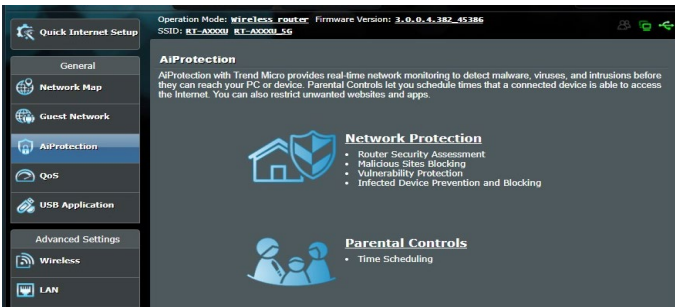 Quick Internet Setup
General
Network Map
Guest Network
AiProtection
QoS
USB Application
Advanced Settings
Wireless
LAN
Operation Mode: Wireless router Firmware Version: 3.0.0.4.382_45386
SSID: RT-AXXXU RT-AXXXU_5G
AiProtection
AiProtection with Trend Micro provides real-time network monitoring to detect malware, viruses, and intrusions before
they can reach your PC or device. Parental Controls let you schedule times that a connected device is able to access
the Internet. You can also restrict unwanted websites and apps.
Network Protection
• Router Security Assessment
• Malicious Sites Blocking
• Vulnerability Protection
• Infected Device Prevention and Blocking
Parental Controls
• Time Scheduling